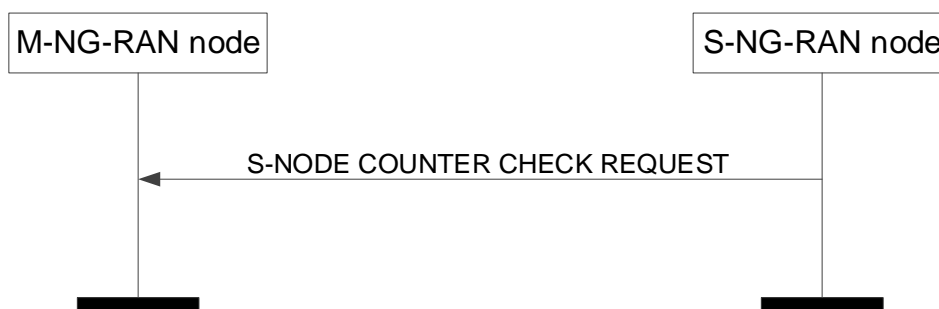 M-NG-RAN node
S-NG-RAN node
S-NODE COUNTER CHECK REQUEST